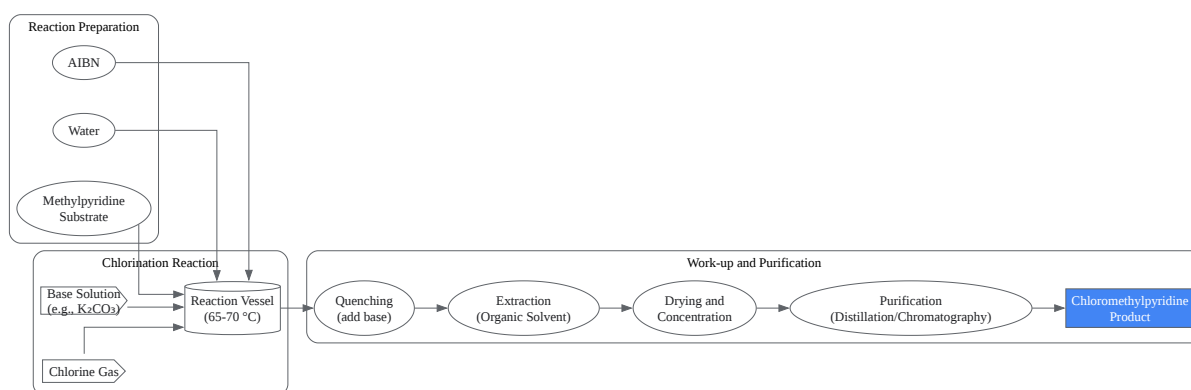 Reaction Preparation
AIBN
Water
Methylpyridine
Substrate
Chlorination Reaction
Base Solution
(e.g., K₂CO₃)
Reaction Vessel
(65-70 °C)
Chlorine Gas
Work-up and Purification
Quenching
(add base)
Extraction
(Organic Solvent)
Drying and
Concentration
Purification
(Distillation/Chromatography)
Chloromethylpyridine
Product